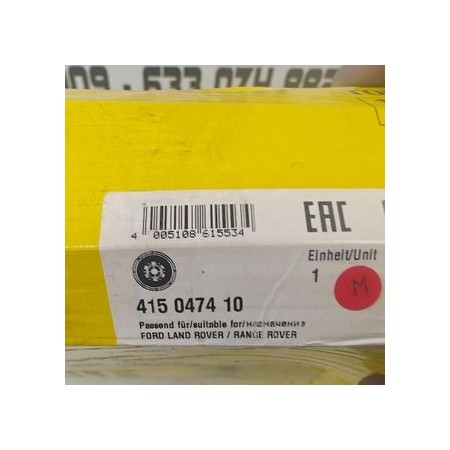 4 005108 615534
EAC
Einheit/Unit
1
M
415 0474 10
Passend für/suitable for/назначение
FORD LAND ROVER / RANGE ROVER